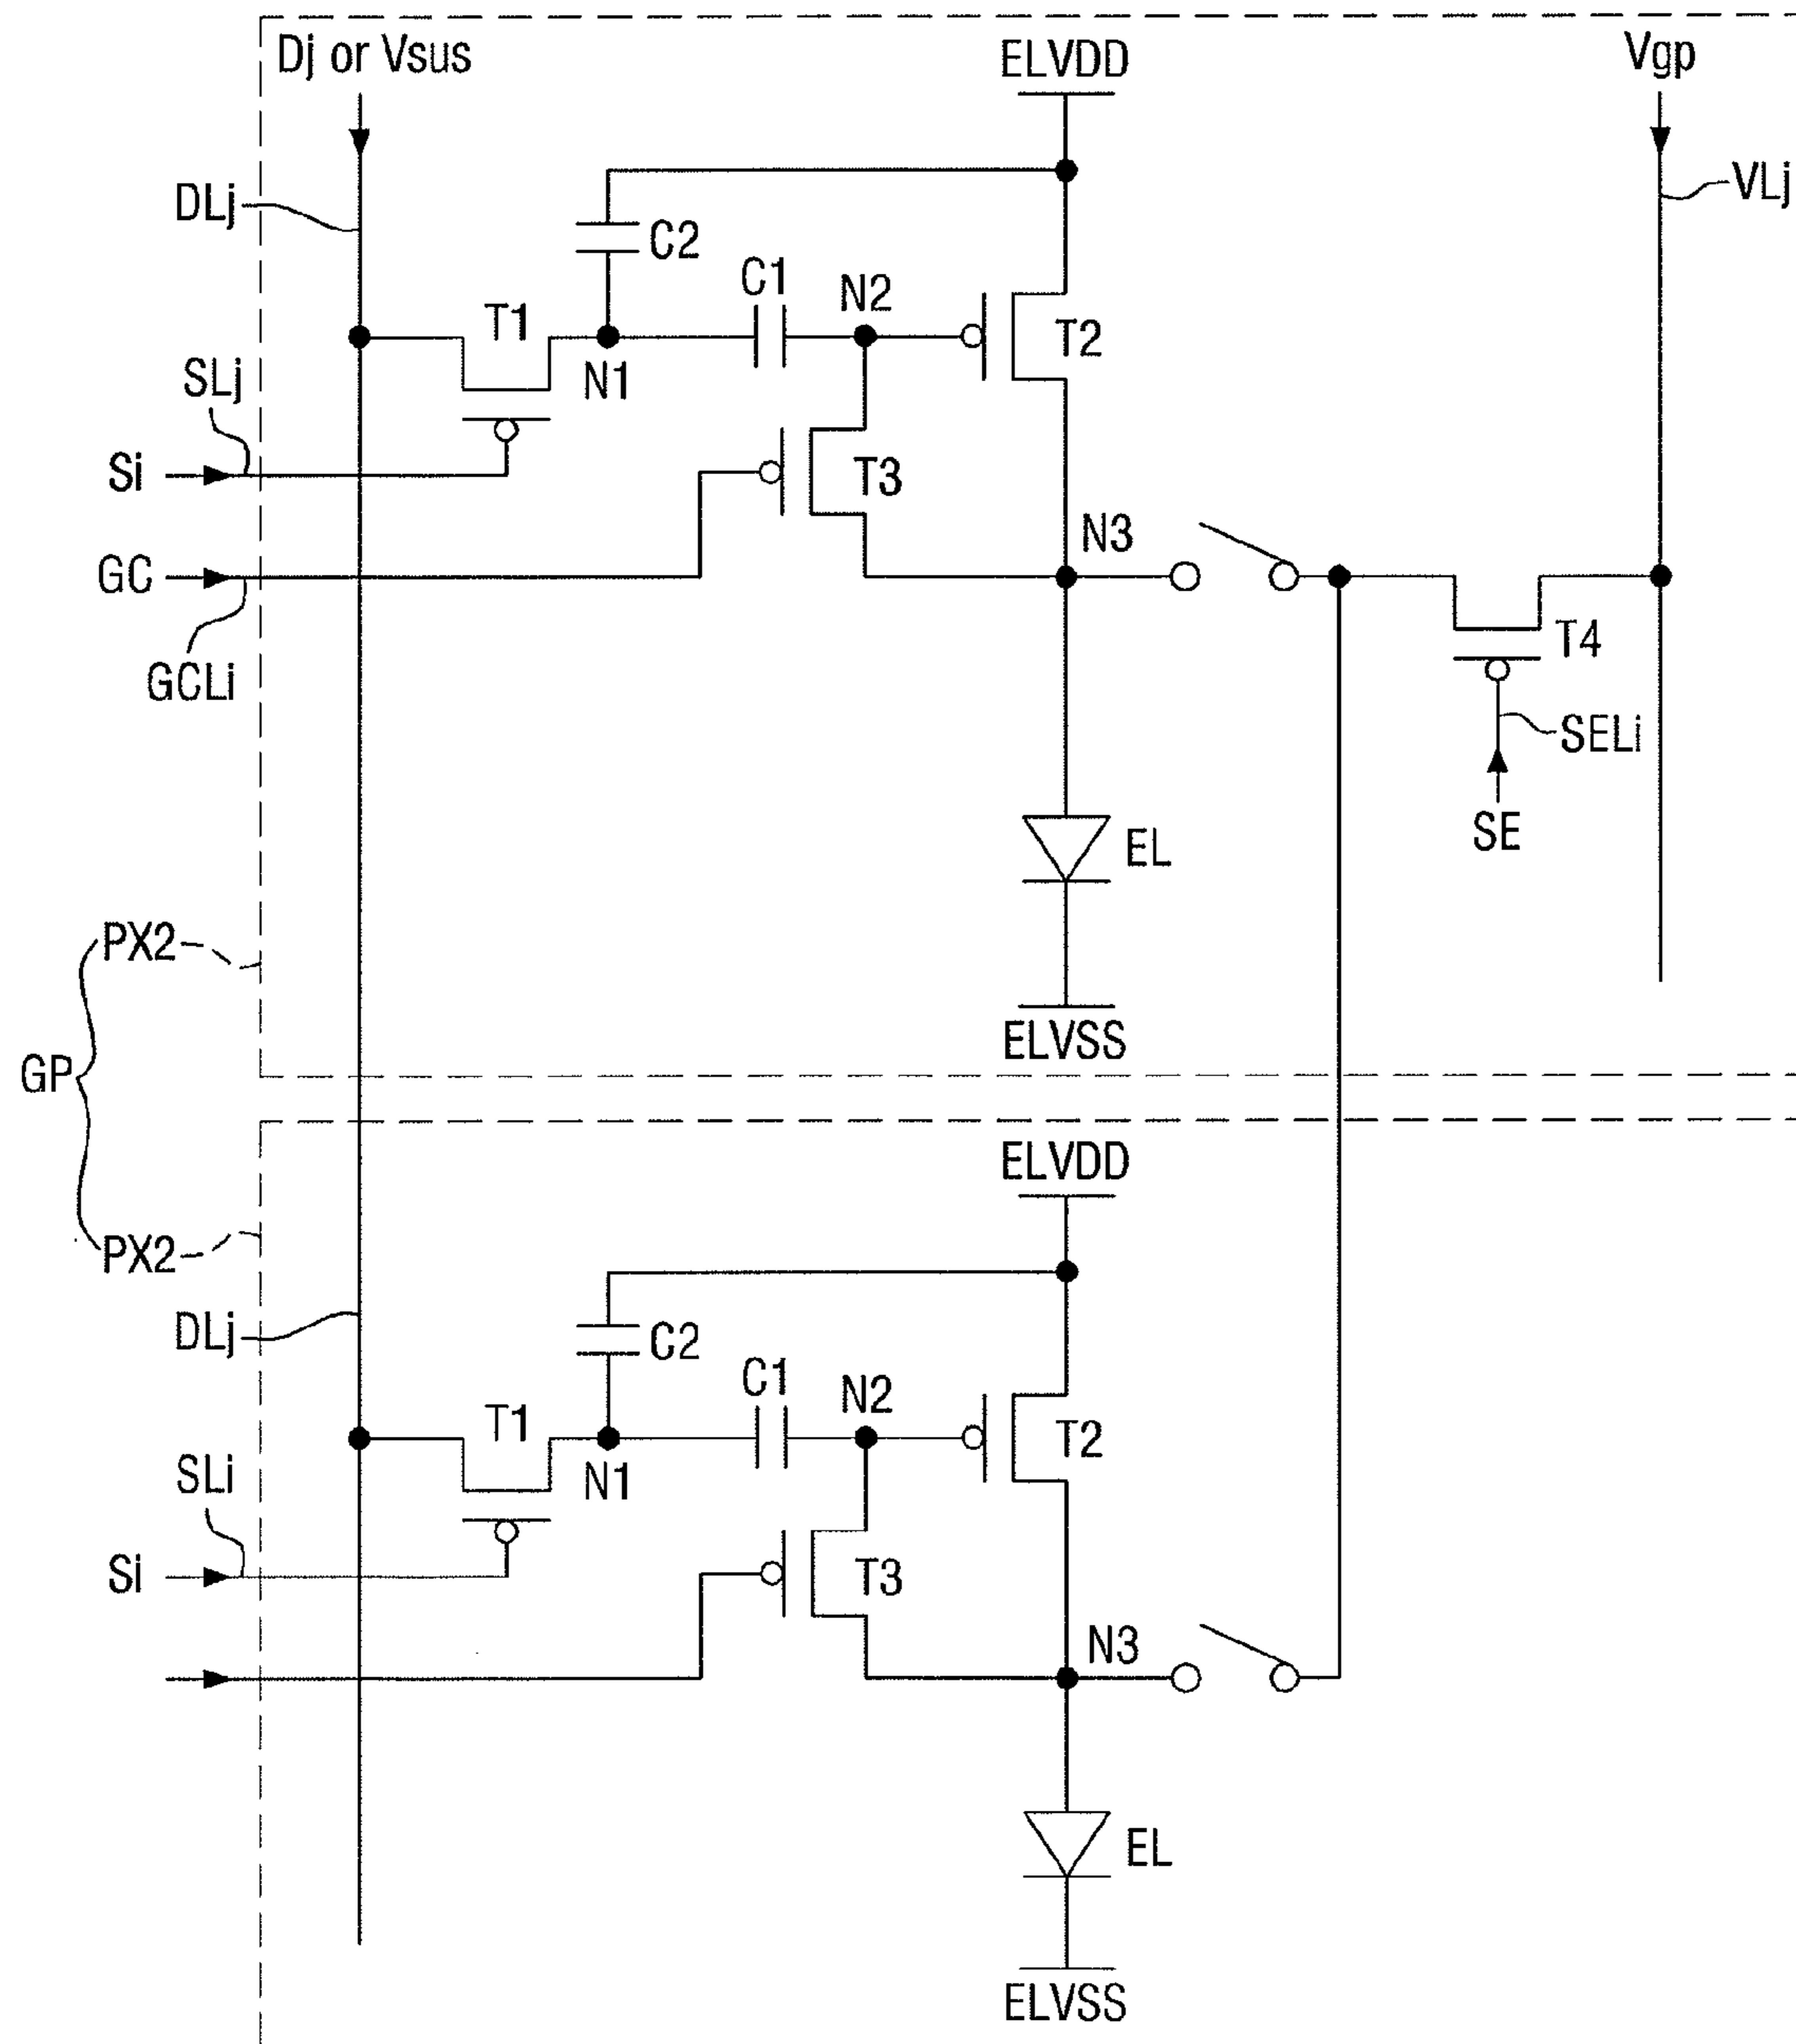 Dj or Vsus
ELVDD
Vgp
DLj
VLj
C2
C1
N2
T1
T2
SLj
N1
Si
T3
N3
GC
T4
GCLi
SELi
SE
EL
PX2
ELVSS
GP
ELVDD
PX2
DLj
C2
C1
N2
T1
T2
SLi
N1
Si
T3
N3
EL
ELVSS